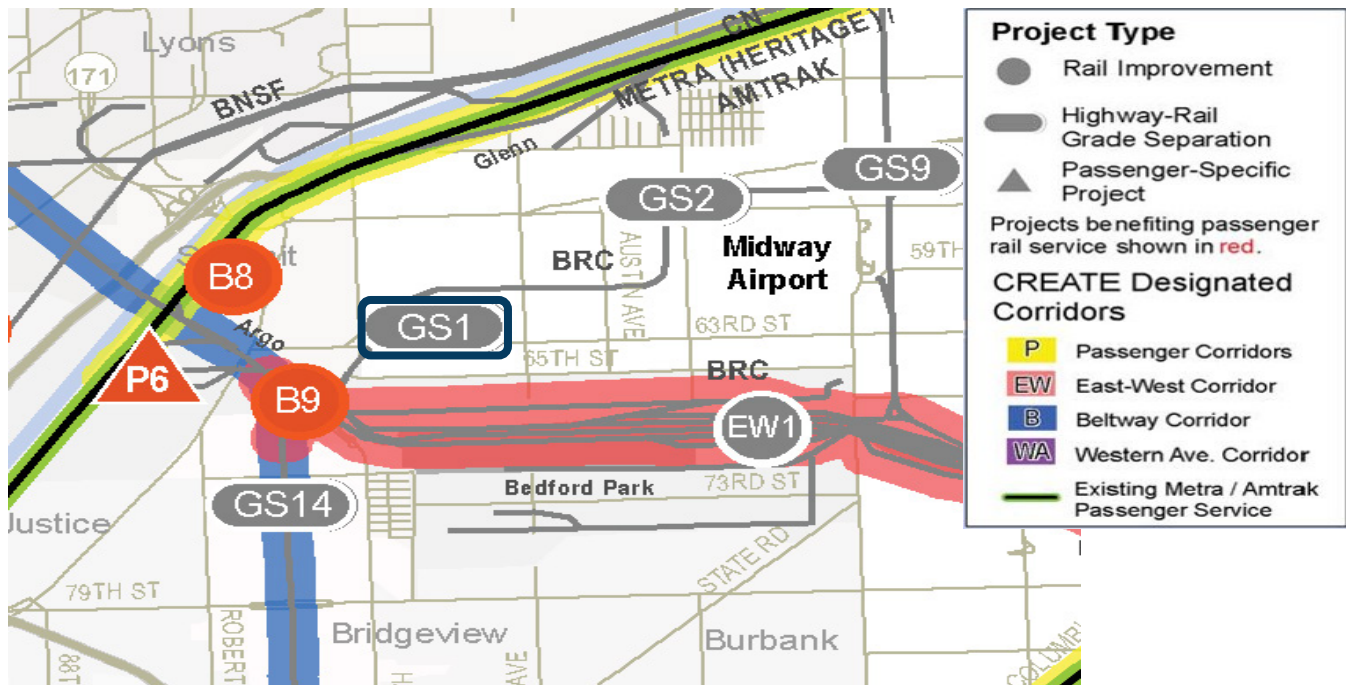 Lyons
171
BNSF
CN
METRA (HERITAGE)
AMTRAK
Glenn
GS2
GS9
AUSTIN AVE
Midway
Airport
59TH
BRC
B8
Argo
GS1
63RD ST
65TH ST
P6
B9
BRC
EW1
GS14
Bedford Park
73RD ST
Justice
STATE RD
79TH ST
ROBERT
Bridgeview
Burbank
88T
AVE
COLUM
Project Type
Rail Improvement
Highway-Rail
Grade Separation
Passenger-Specific
Project
Projects benefiting passenger
rail service shown in red.
CREATE Designated
Corridors
P Passenger Corridors
EW East-West Corridor
B Beltway Corridor
WA Western Ave. Corridor
Existing Metra / Amtrak
Passenger Service